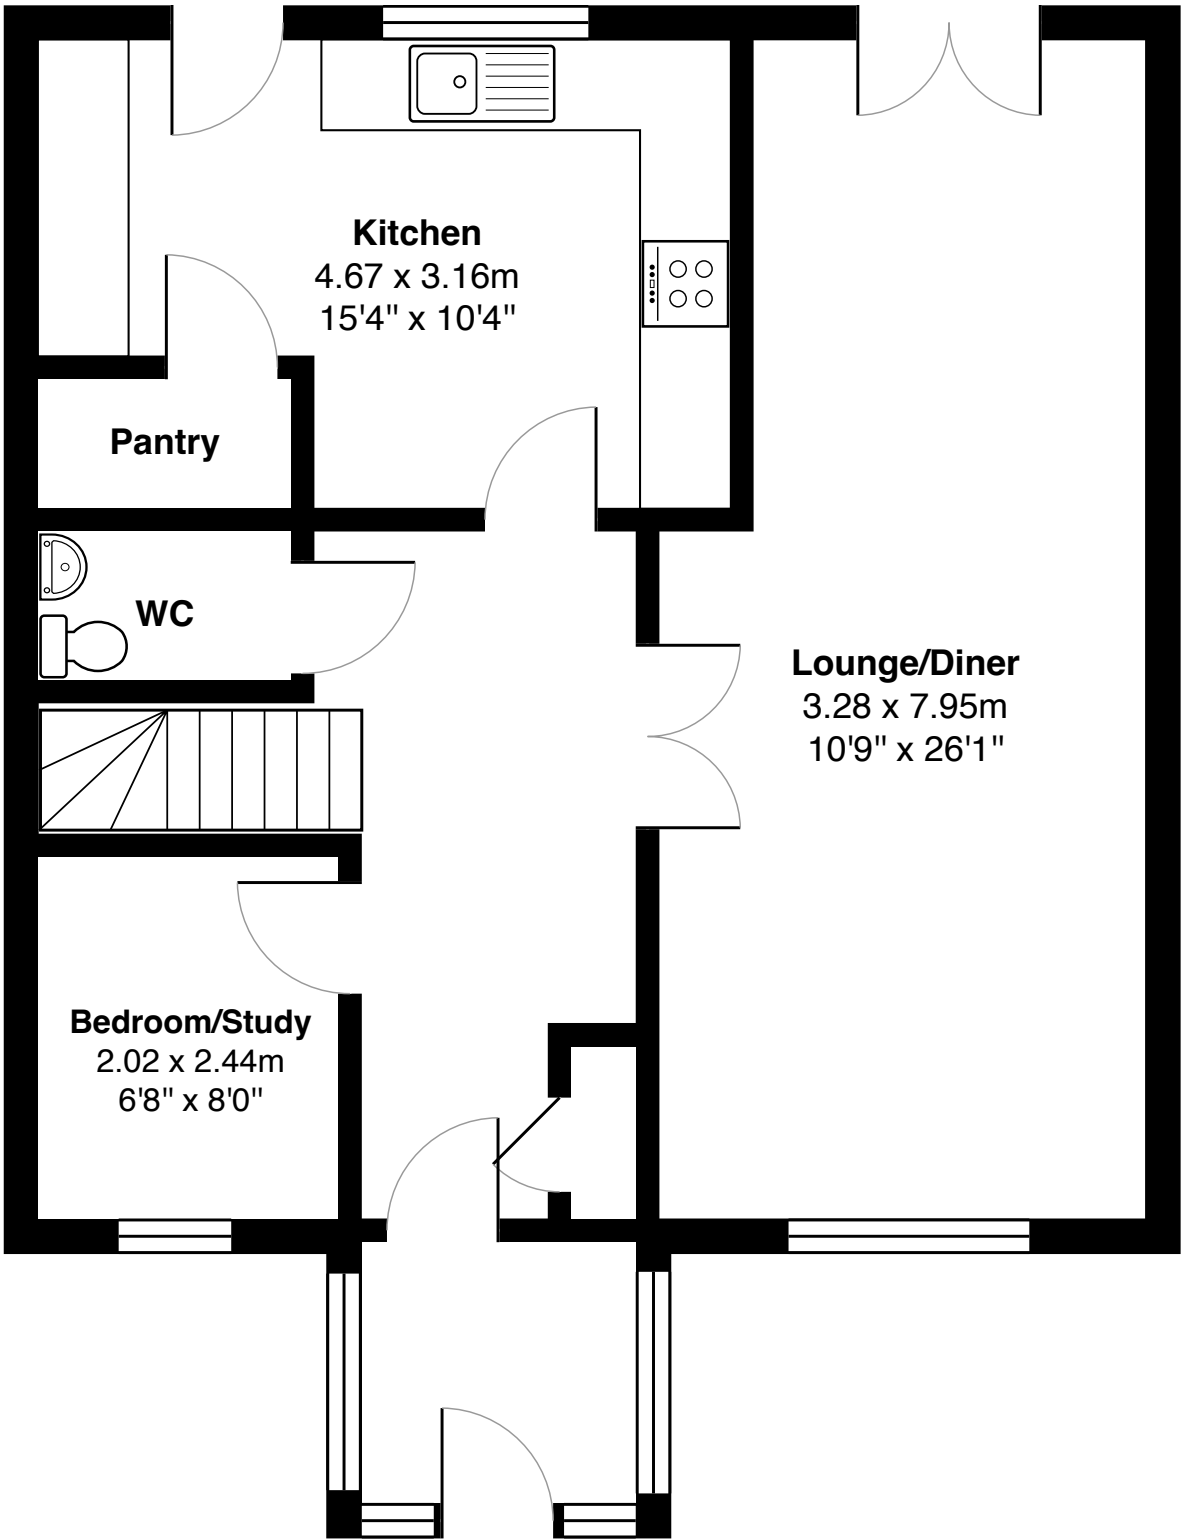 Kitchen
4.67 x 3.16m
15'4" x 10'4"
Pantry
WC
Lounge/Diner
3.28 x 7.95m
10'9" x 26'1"
Bedroom/Study
2.02 x 2.44m
6'8" x 8'0"